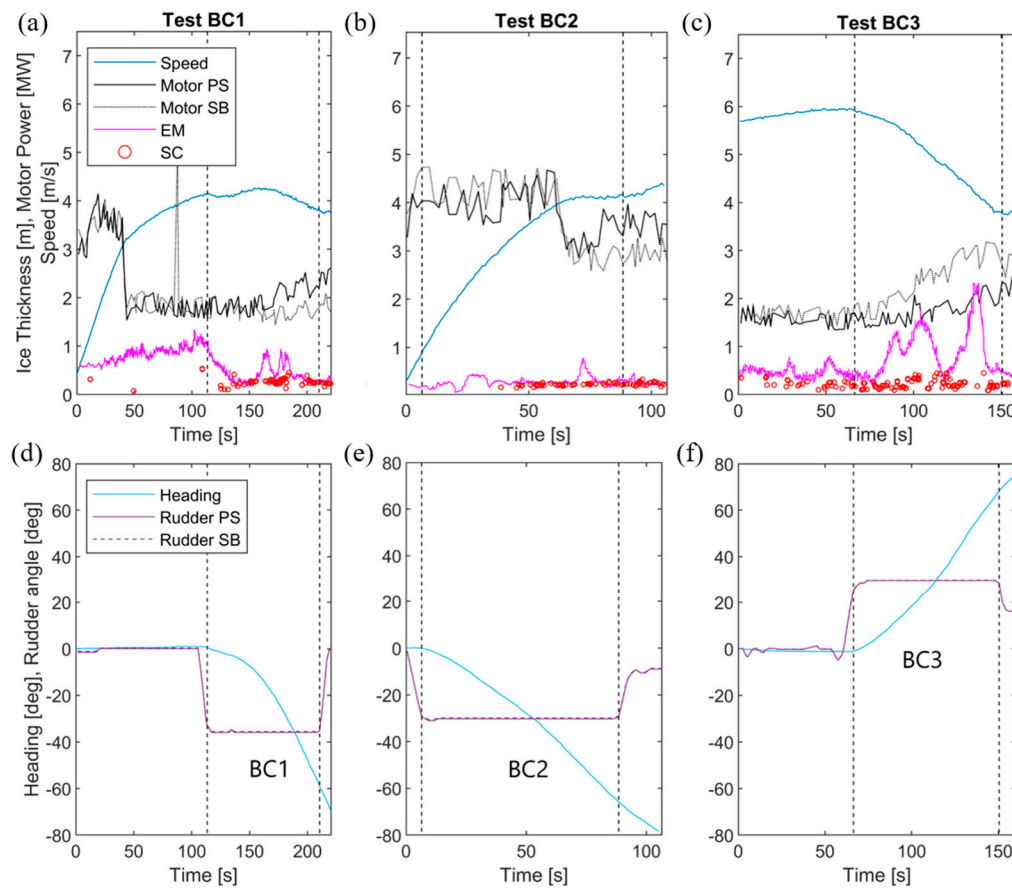 (a) Test BC1
(b) Test BC2
(c) Test BC3
Ice Thickness [m], Motor Power [MW]
Speed [m/s]
7
6
5
4
3
2
1
0
Speed
Motor PS
Motor SB
EM
SC
0 50 100 150 200
Time [s]
7
6
5
4
3
2
1
0
0 50 100
Time [s]
7
6
5
4
3
2
1
0
0 50 100 150
Time [s]
(d)
(e)
(f)
Heading [deg], Rudder angle [deg]
80
60
40
20
0
-20
-40
-60
-80
Heading
Rudder PS
Rudder SB
BC1
0 50 100 150 200
Time [s]
80
60
40
20
0
-20
-40
-60
-80
BC2
0 50 100
Time [s]
80
60
40
20
0
-20
-40
-60
-80
BC3
0 50 100 150
Time [s]